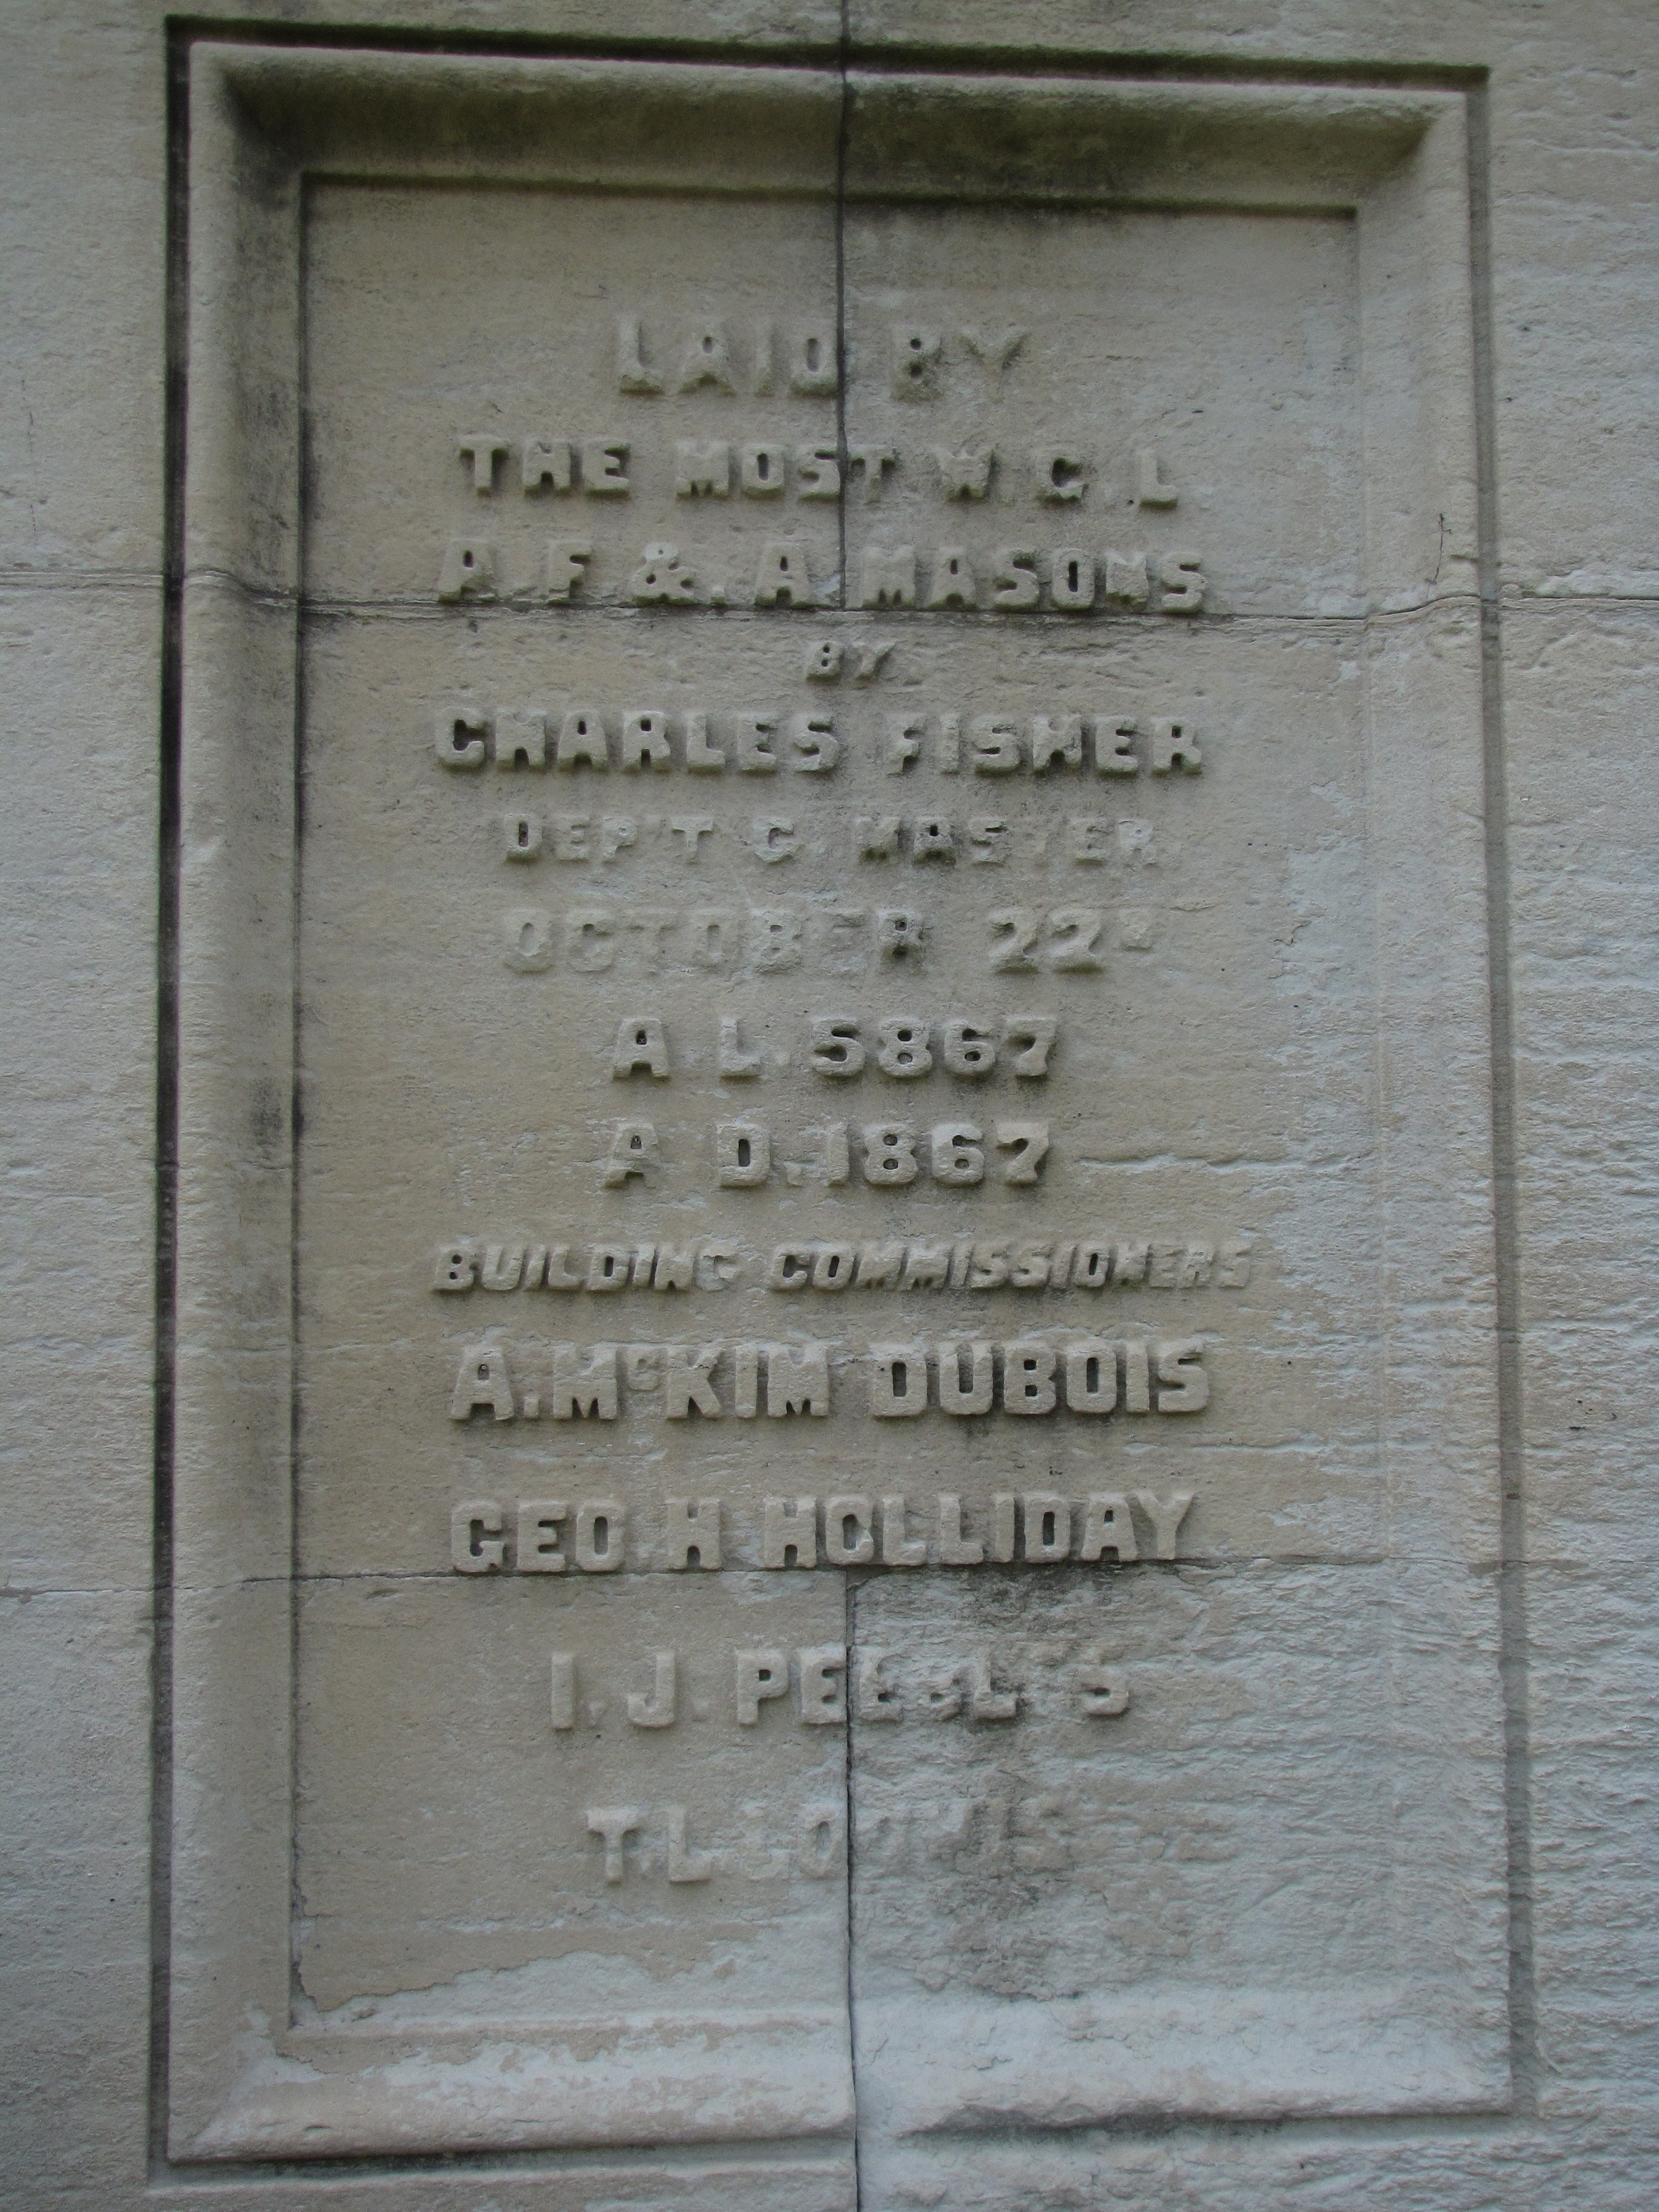 LAID BY
THE MOST W. G. L.
A. F. & A. MASONS
BY
CHARLES FISHER
DEP'T G. MASTER
OCTOBER 22ᴰ
A. L. 5867
A. D. 1867
BUILDING COMMISSIONERS
A. McKIM DUBOIS
GEO. H. HOLLIDAY
I. J. PEEBLES
T. L.